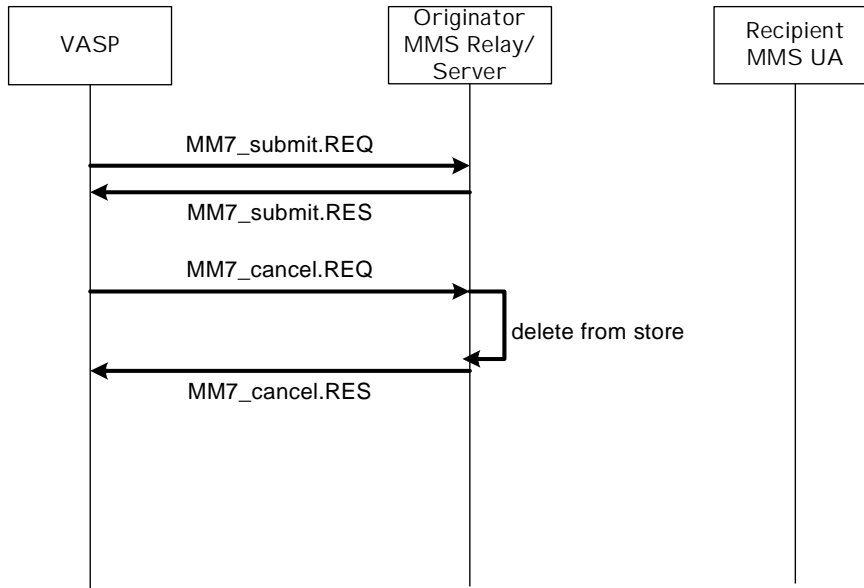 VASP
Originator
MMS Relay/
Server
Recipient
MMS UA
MM7_submit.REQ
MM7_submit.RES
MM7_cancel.REQ
delete from store
MM7_cancel.RES